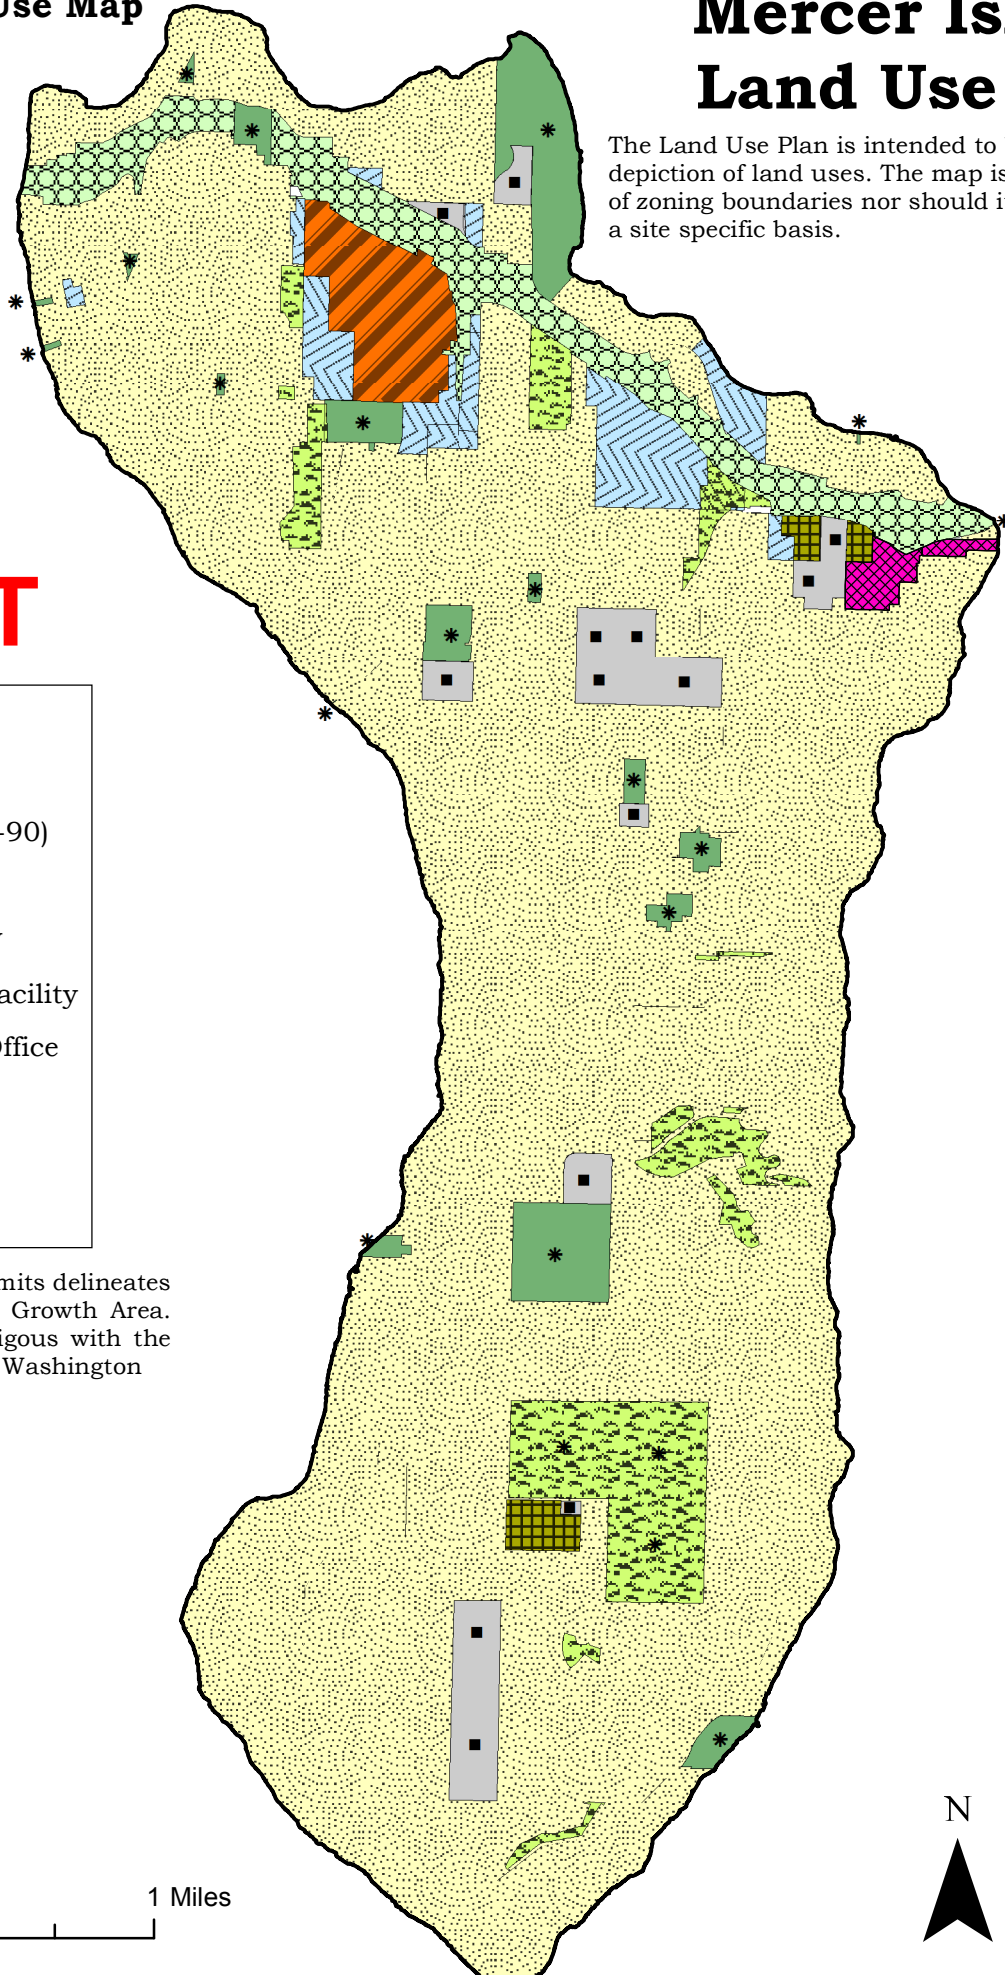 Use Map
Mercer Is
Land Use
The Land Use Plan is intended to
depiction of land uses. The map is
of zoning boundaries nor should i
a site specific basis.
T
-90)
acility
Office
mits delineates
Growth Area.
igous with the
Washington
1 Miles
N